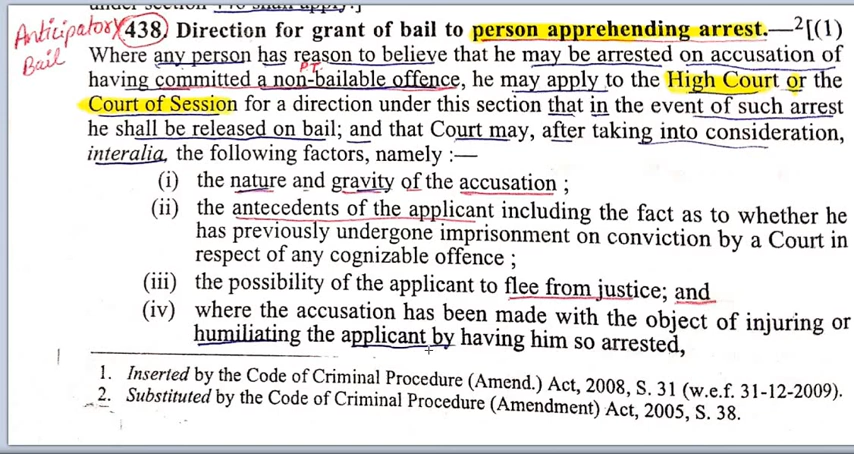 under section 110 shall apply.]
Anticipatory Bail
438. Direction for grant of bail to person apprehending arrest.—2[(1)
Where any person has reason to believe that he may be arrested on accusation of
PT
having committed a non-bailable offence, he may apply to the High Court or the
Court of Session for a direction under this section that in the event of such arrest
he shall be released on bail; and that Court may, after taking into consideration,
interalia, the following factors, namely :—
(i) the nature and gravity of the accusation ;
(ii) the antecedents of the applicant including the fact as to whether he
has previously undergone imprisonment on conviction by a Court in
respect of any cognizable offence ;
(iii) the possibility of the applicant to flee from justice; and
(iv) where the accusation has been made with the object of injuring or
humiliating the applicant by having him so arrested,
1. Inserted by the Code of Criminal Procedure (Amend.) Act, 2008, S. 31 (w.e.f. 31-12-2009).
2. Substituted by the Code of Criminal Procedure (Amendment) Act, 2005, S. 38.